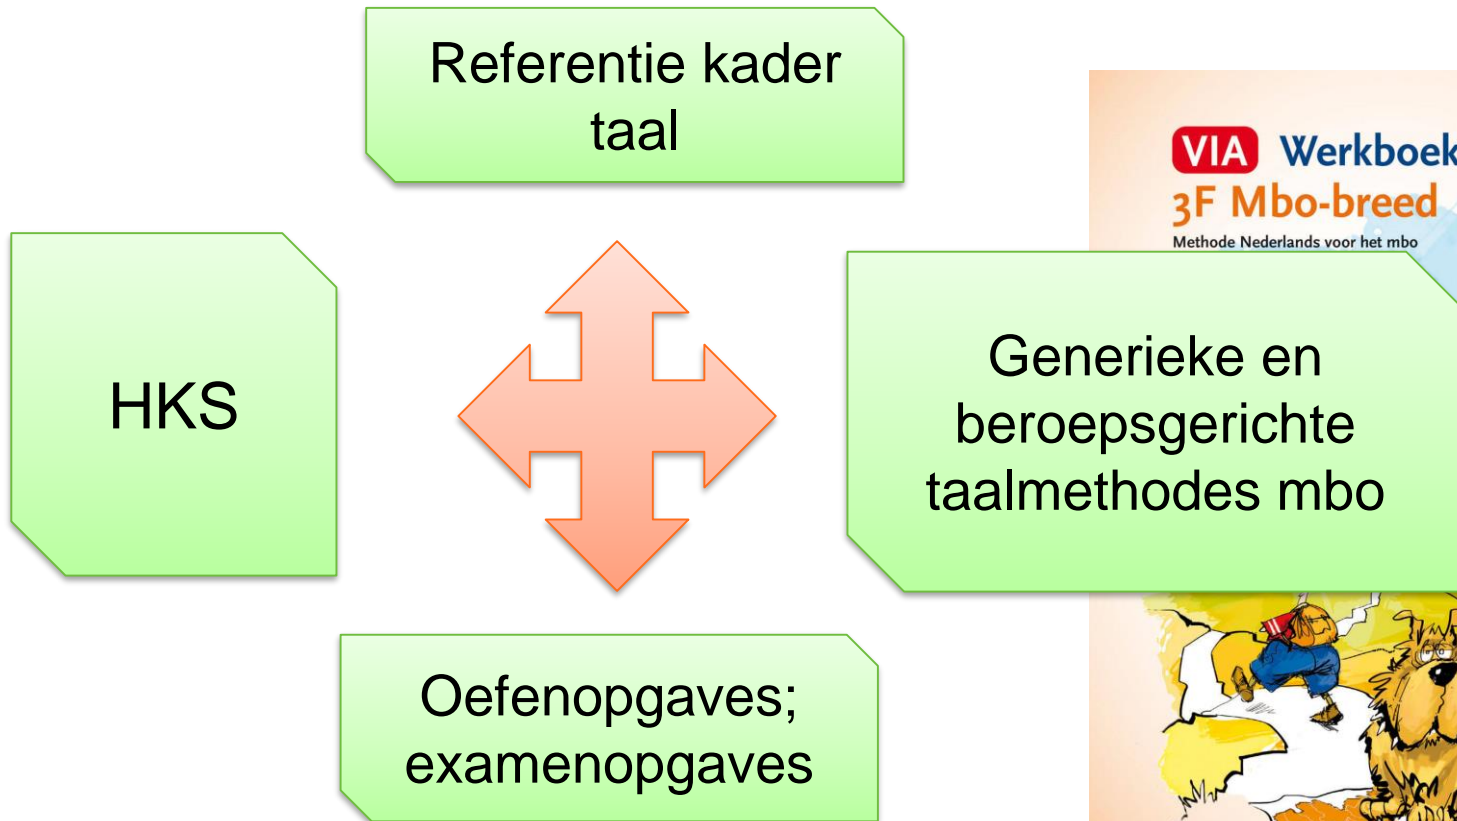 Referentie kader
taal
VIA Werkboek
3F Mbo-breed
Methode Nederlands voor het mbo
HKS
Generieke en
beroepsgerichte
taalmethodes mbo
Oefenopgaves;
examenopgaves